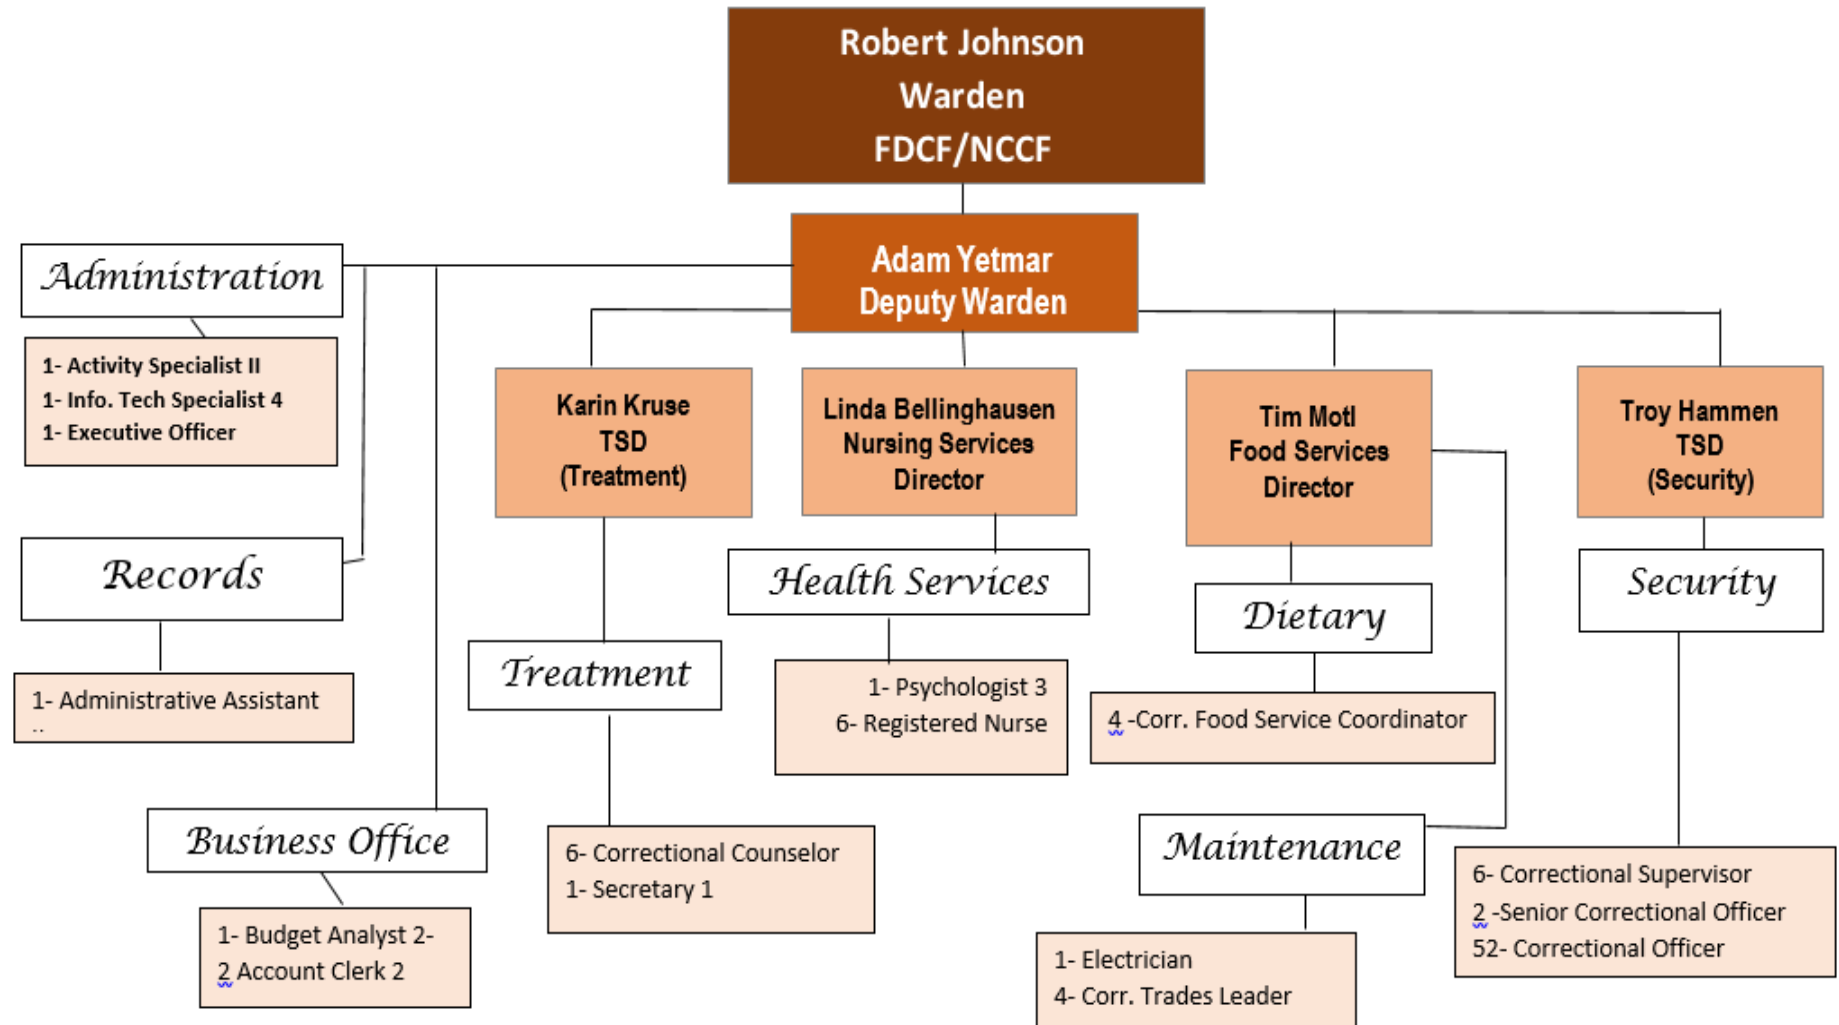 Robert Johnson
Warden
FDCF/NCCF
Adam Yetmar
Deputy Warden
Administration
1- Activity Specialist II
1- Info. Tech Specialist 4
1- Executive Officer
Records
1- Administrative Assistant
..
Business Office
1- Budget Analyst 2-
2 Account Clerk 2
Karin Kruse
TSD
(Treatment)
Treatment
6- Correctional Counselor
1- Secretary 1
Linda Bellinghausen
Nursing Services
Director
Health Services
1- Psychologist 3
6- Registered Nurse
Tim Motl
Food Services
Director
Dietary
4 -Corr. Food Service Coordinator
Maintenance
1- Electrician
4- Corr. Trades Leader
Troy Hammen
TSD
(Security)
Security
6- Correctional Supervisor
2 -Senior Correctional Officer
52- Correctional Officer